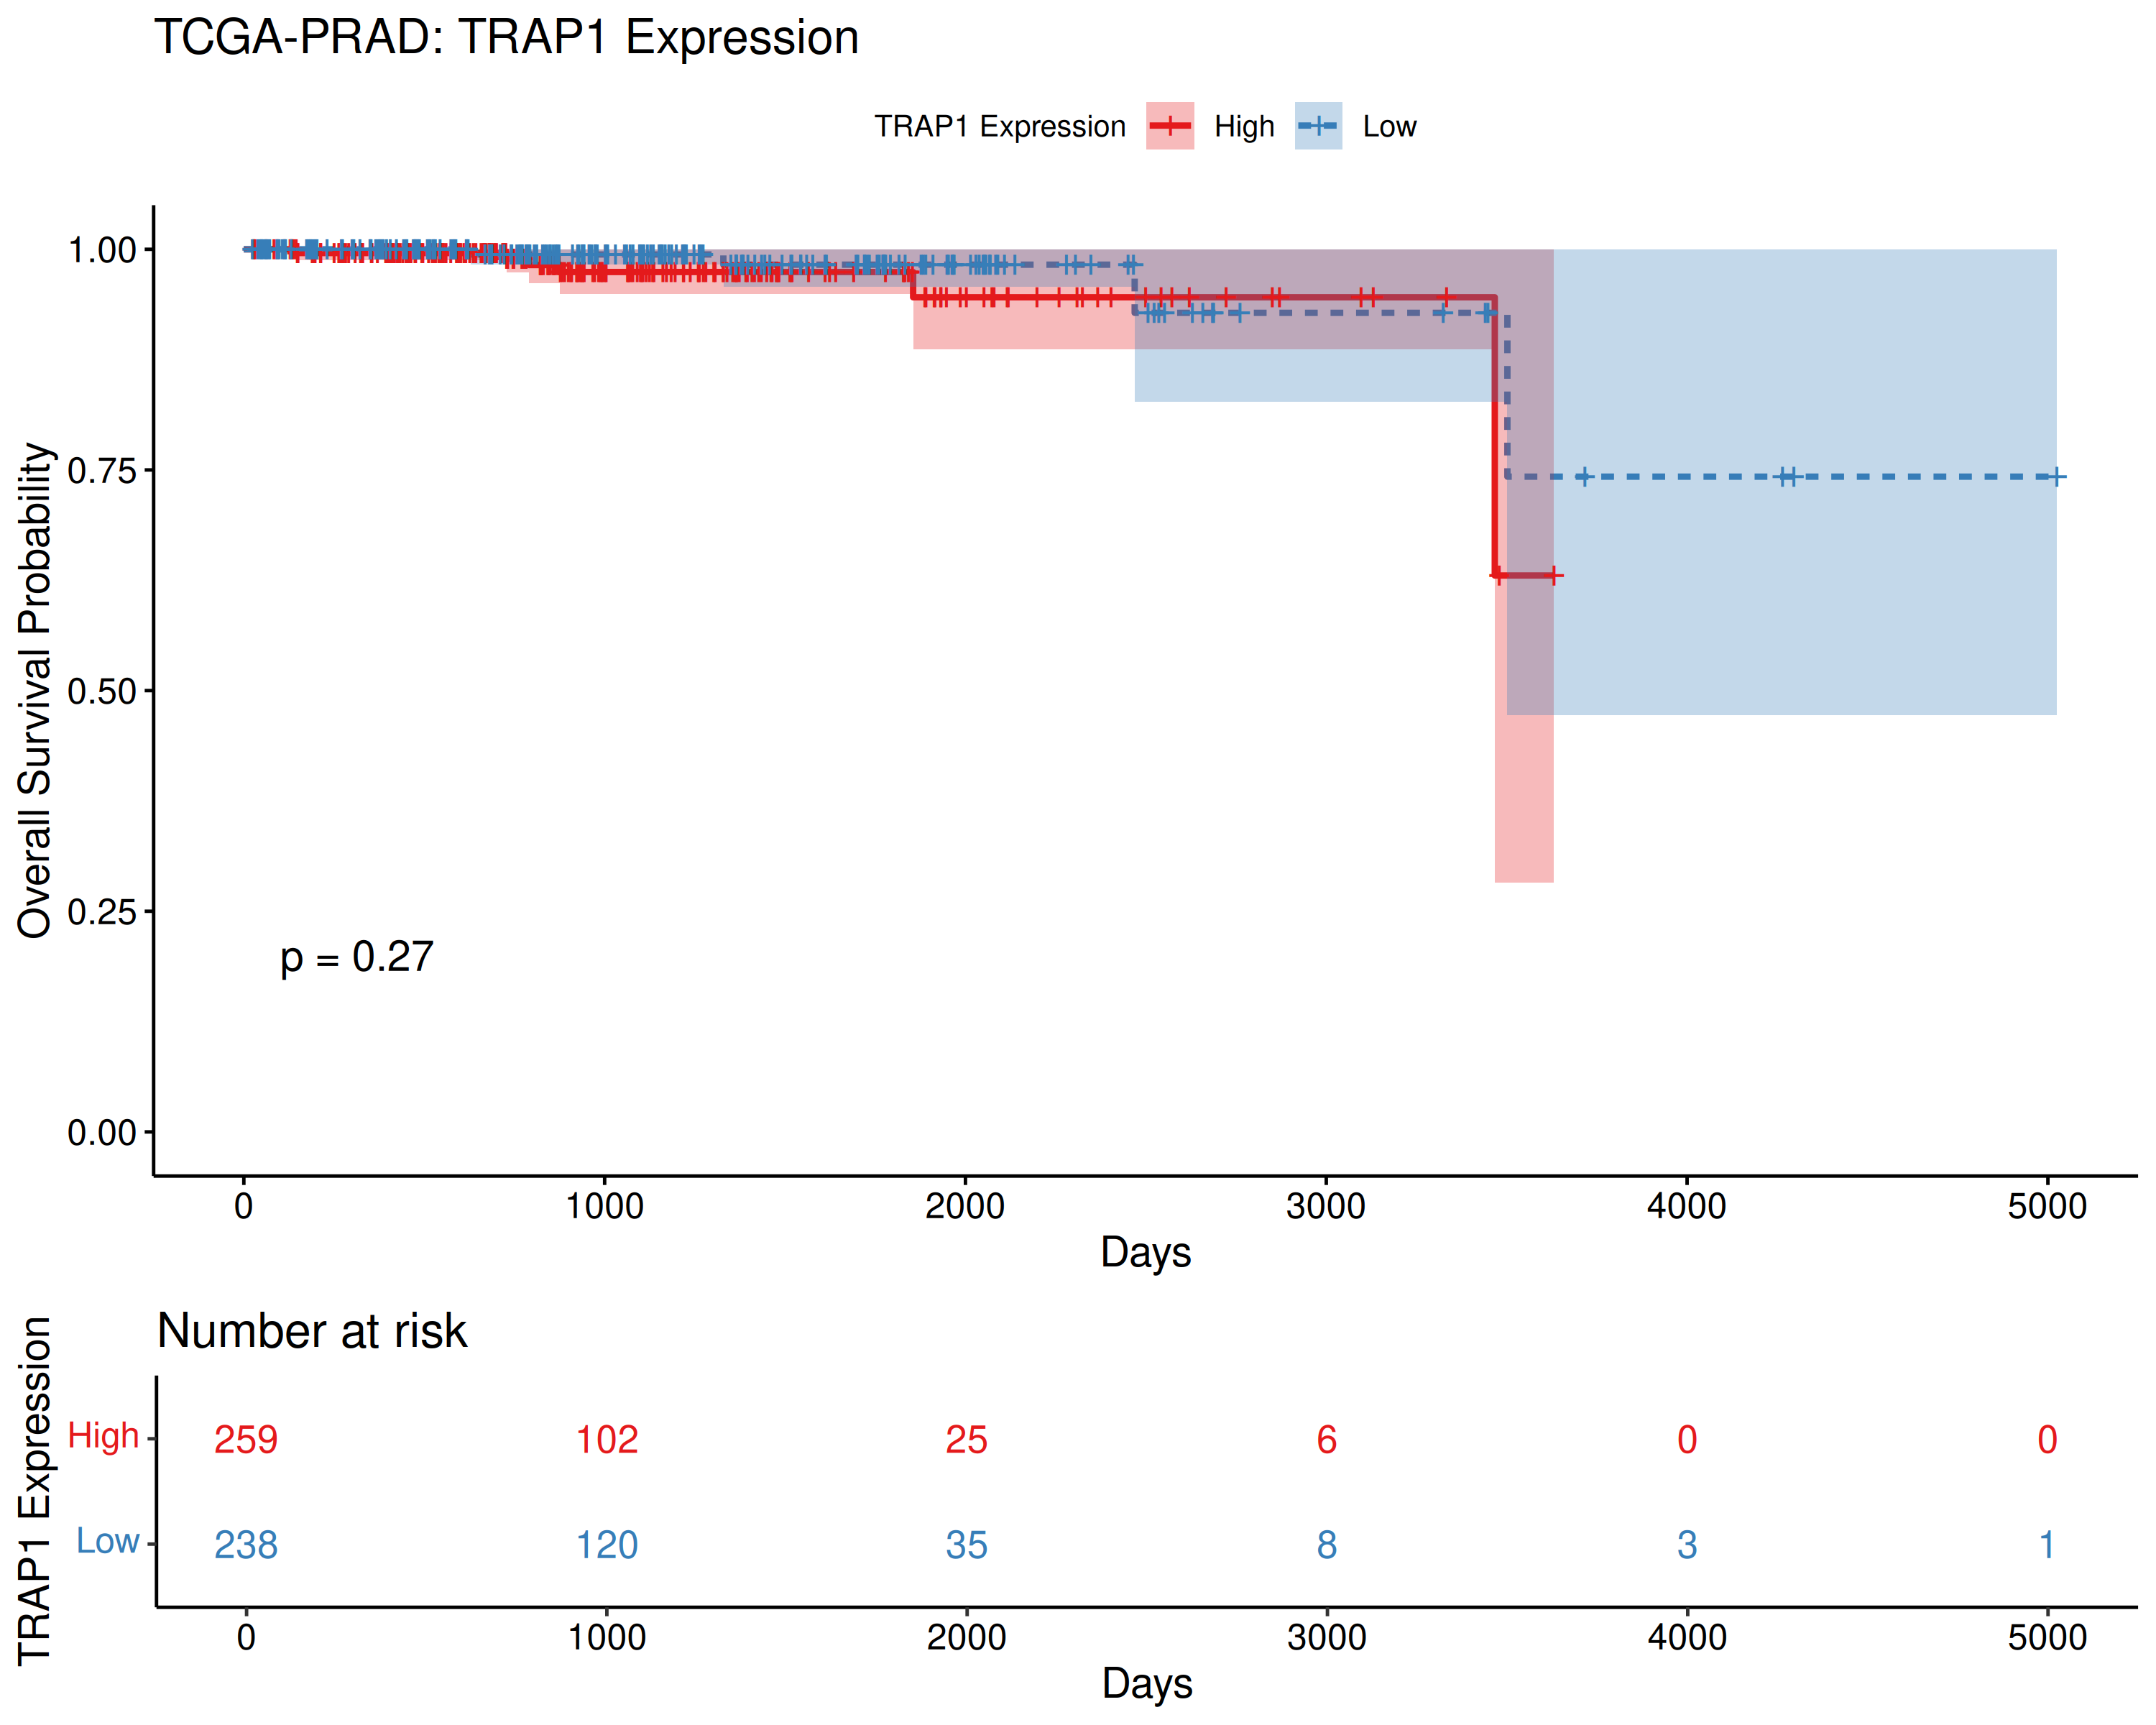 TCGA-PRAD: TRAP1 Expression
TRAP1 Expression High Low
Overall Survival Probability
1.00
0.75
0.50
0.25
0.00
p = 0.27
0 1000 2000 3000 4000 5000
Days
Number at risk
TRAP1 Expression
High 259 102 25 6 0 0
Low 238 120 35 8 3 1
0 1000 2000 3000 4000 5000
Days